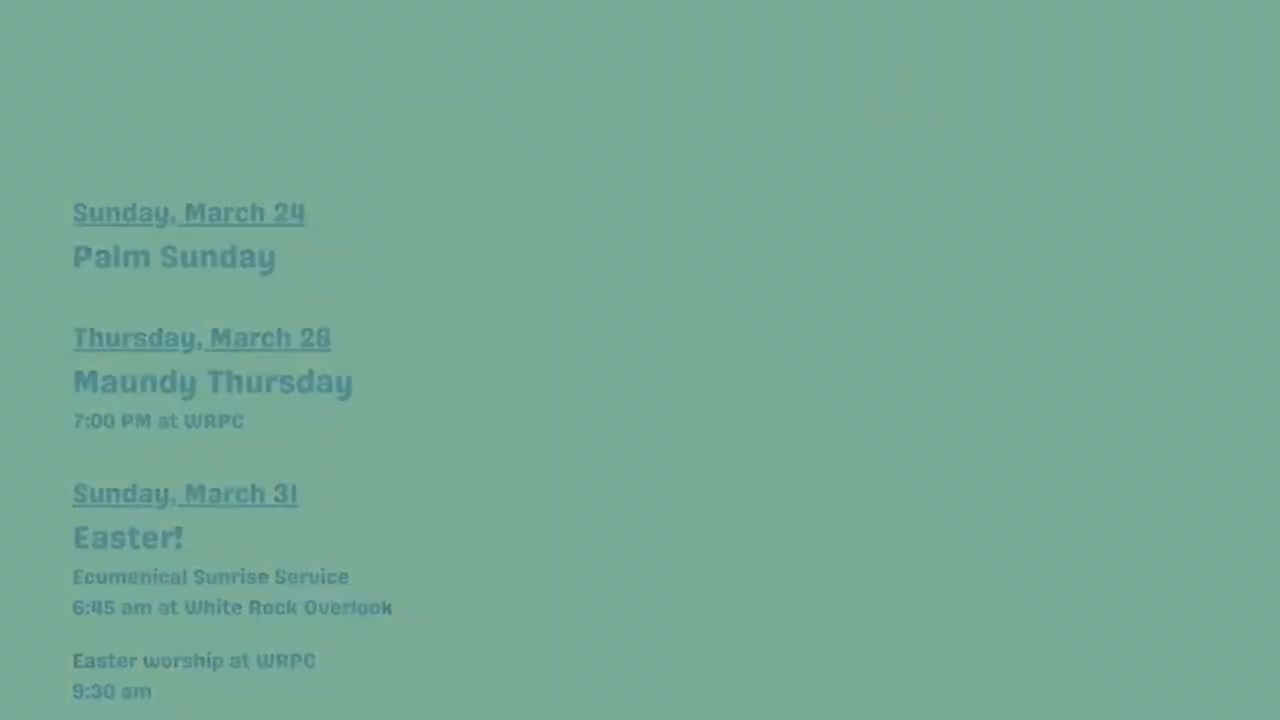 Sunday, March 24
Palm Sunday
Thursday, March 28
Maundy Thursday
7:00 PM at WRPC
Sunday, March 31
Easter!
Ecumenical Sunrise Service
6:45 am at White Rock Overlook
Easter worship at WRPC
9:30 am